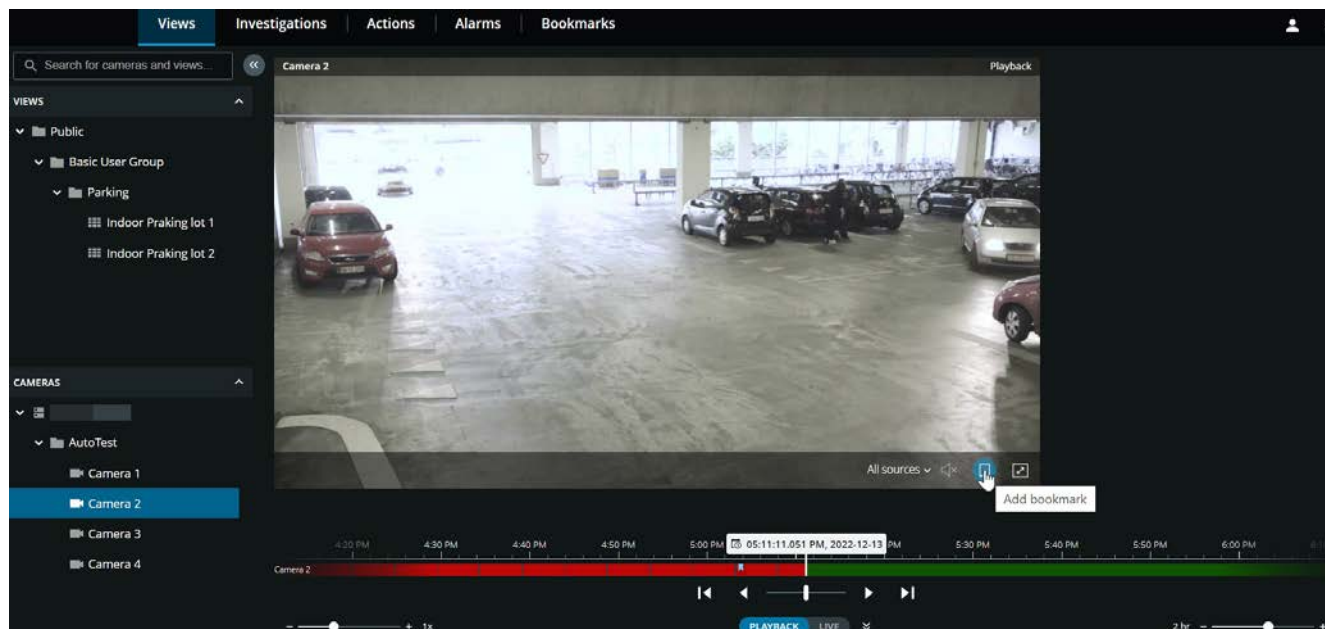 Views Investigations Actions Alarms Bookmarks
Search for cameras and views...
Camera 2 Playback
VIEWS
Public
Basic User Group
Parking
Indoor Praking lot 1
Indoor Praking lot 2
CAMERAS
AutoTest
Camera 1
Camera 2
Camera 3
Camera 4
All sources
Add bookmark
4:20 PM 4:30 PM 4:40 PM 4:50 PM 5:00 PM 05:11:11.051 PM, 2022-12-13 PM 5:30 PM 5:40 PM 5:50 PM 6:00 PM
Camera 2
- + 1x PLAYBACK LIVE 2 hr - +